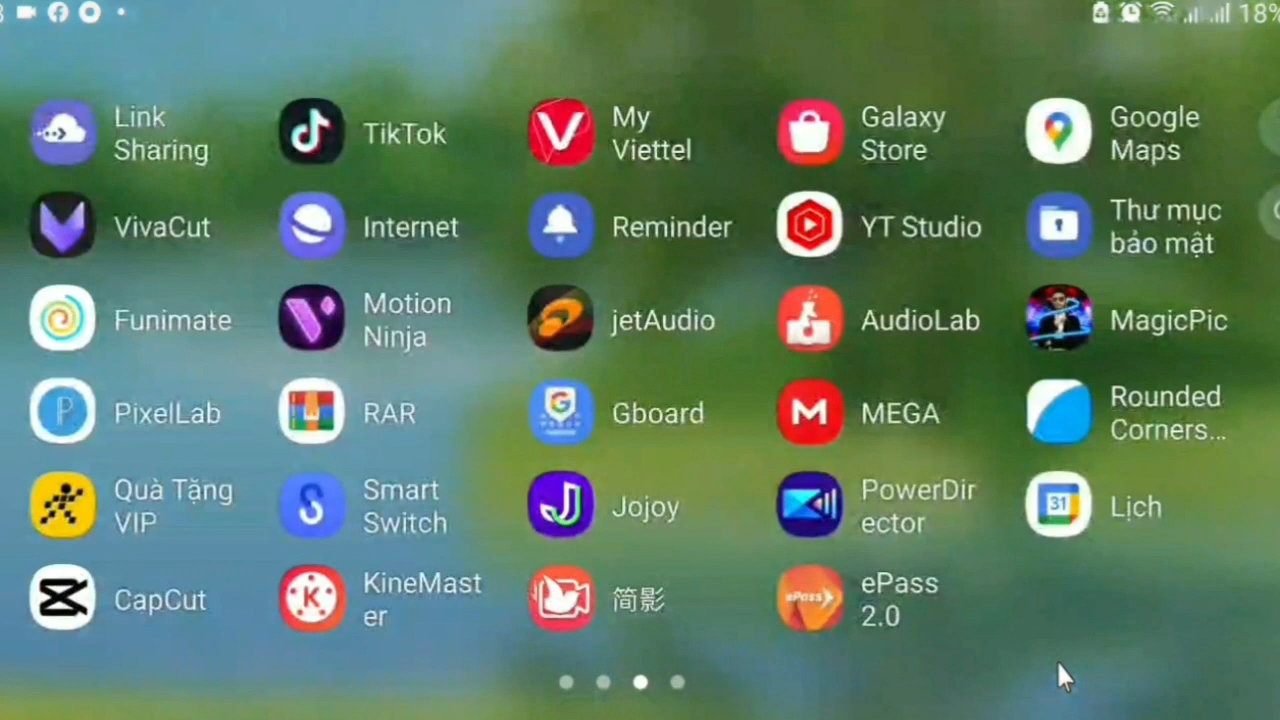 18%
Link
Sharing
TikTok
My
Viettel
Galaxy
Store
Google
Maps
VivaCut
Internet
Reminder
YT Studio
Thư mục
bảo mật
Funimate
Motion
Ninja
jetAudio
AudioLab
MagicPic
PixelLab
RAR
Gboard
MEGA
Rounded
Corners...
Quà Tặng
VIP
Smart
Switch
Jojoy
PowerDir
ector
31
Lịch
CapCut
KineMast
er
简影
ePass
ePass
2.0